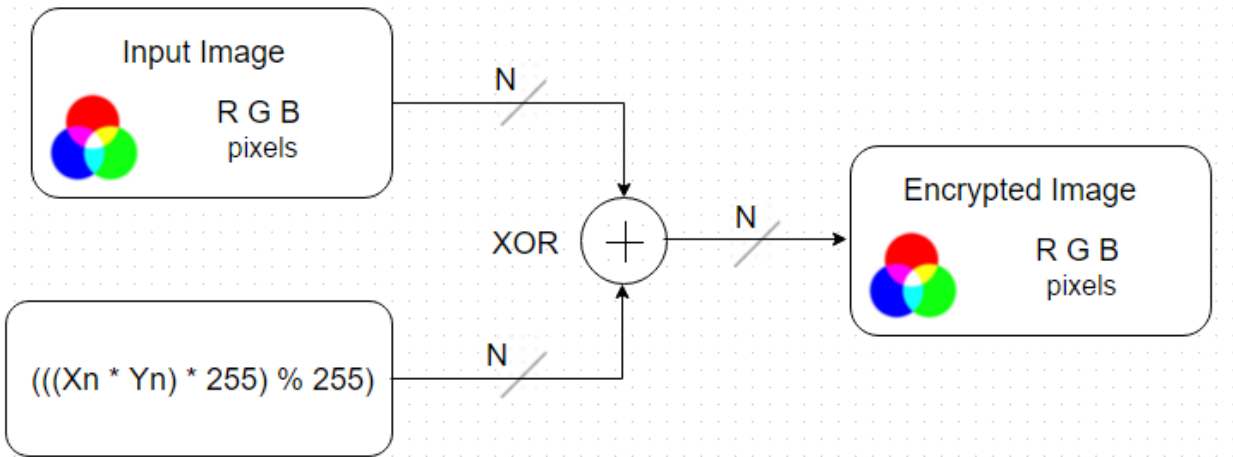 Input Image
R G B
pixels
N
XOR
N
Encrypted Image
R G B
pixels
(((Xn * Yn) * 255) % 255)
N